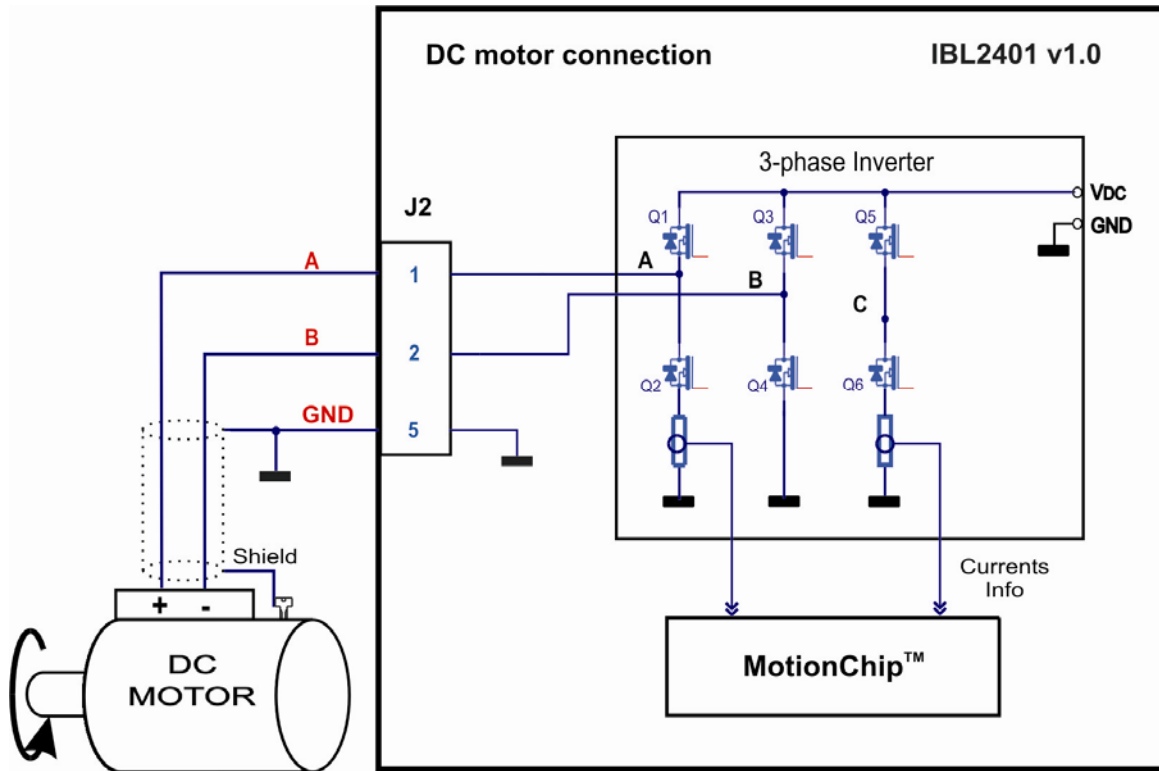 DC motor connection
IBL2401 v1.0
3-phase Inverter
VDC
GND
J2
Q1
Q3
Q5
A
1
A
B
C
B
2
Q2
Q4
Q6
GND
5
Shield
Currents
Info
+ -
DC
MOTOR
MotionChip™